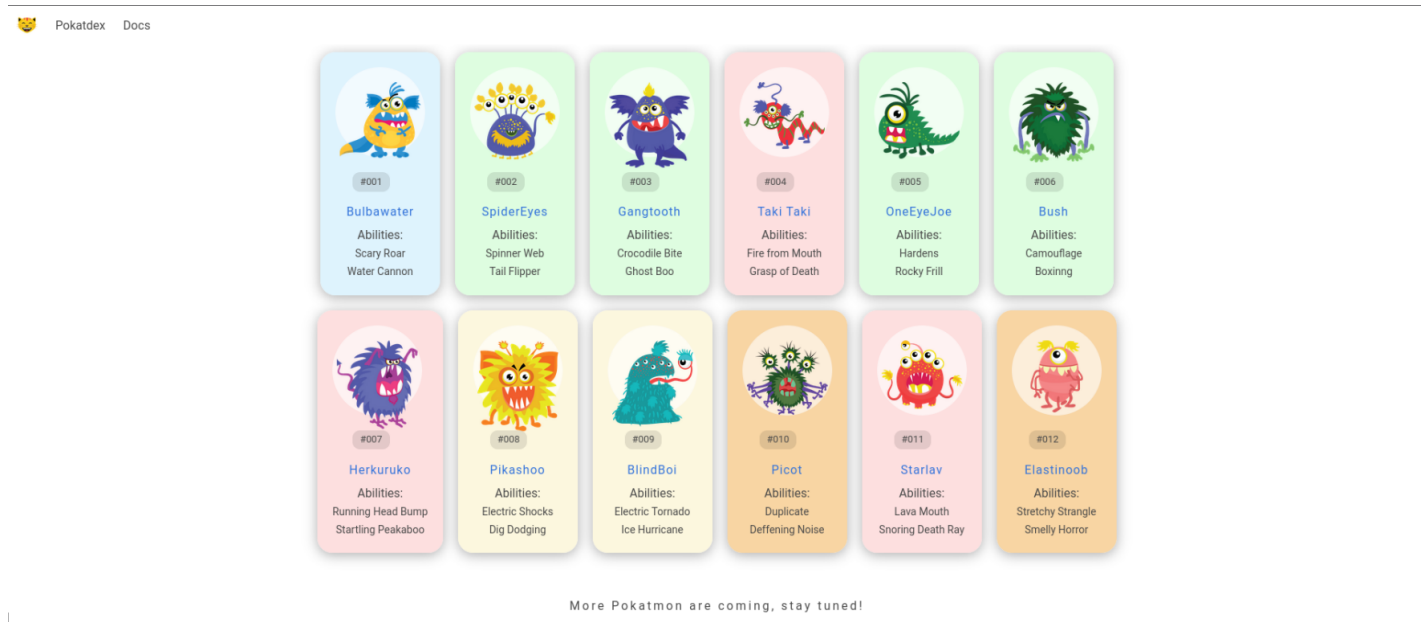 Pokatdex Docs
#001 #002 #003 #004 #005 #006
Bulbawater SpiderEyes Gangtooth Taki Taki OneEyeJoe Bush
Abilities: Abilities: Abilities: Abilities: Abilities: Abilities:
Scary Roar Spinner Web Crocodile Bite Fire from Mouth Hardens Camouflage
Water Cannon Tail Flipper Ghost Boo Grasp of Death Rocky Frill Boxinng
#007 #008 #009 #010 #011 #012
Herkuruko Pikashoo BlindBoi Picot Starlav Elastinoob
Abilities: Abilities: Abilities: Abilities: Abilities: Abilities:
Running Head Bump Electric Shocks Electric Tornado Duplicate Lava Mouth Stretchy Strangle
Startling Peakaboo Dig Dodging Ice Hurricane Deffening Noise Snoring Death Ray Smelly Horror
More Pokatmon are coming, stay tuned!